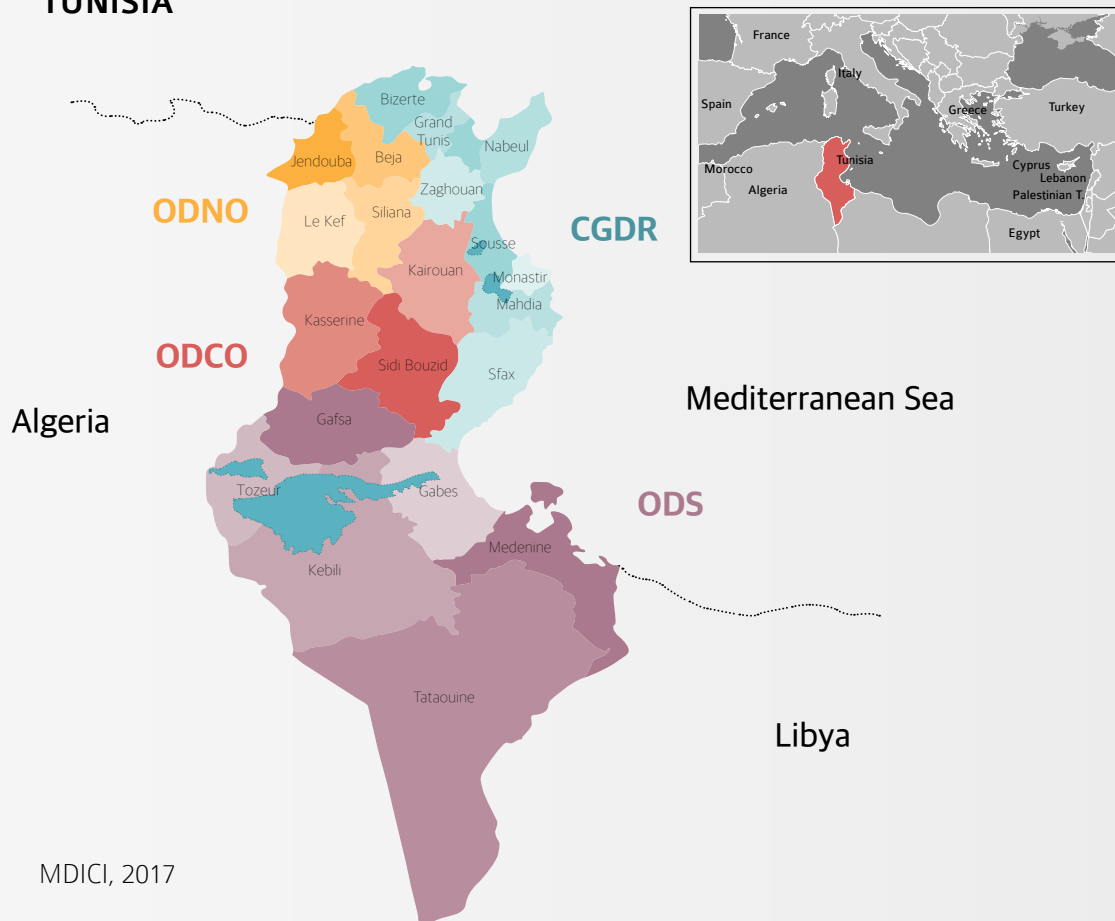 TUNISIA
France
Italy
Spain
Greece
Turkey
Morocco
Algeria
Tunisia
Cyprus
Lebanon
Palestinian T.
Egypt
Bizerte
Grand
Tunis
Nabeul
Jendouba
Beja
Zaghouan
ODNO
Le Kef
Siliana
CGDR
Sousse
Kairouan
Monastir
Mahdia
Kasserine
ODCO
Sidi Bouzid
Sfax
Algeria
Gafsa
Mediterranean Sea
Tozeur
Gabes
ODS
Medenine
Kebili
Tataouine
Libya
MDICI, 2017